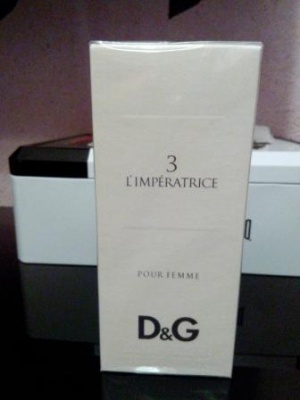 3
L'IMPÉRATRICE
POUR FEMME
D&G